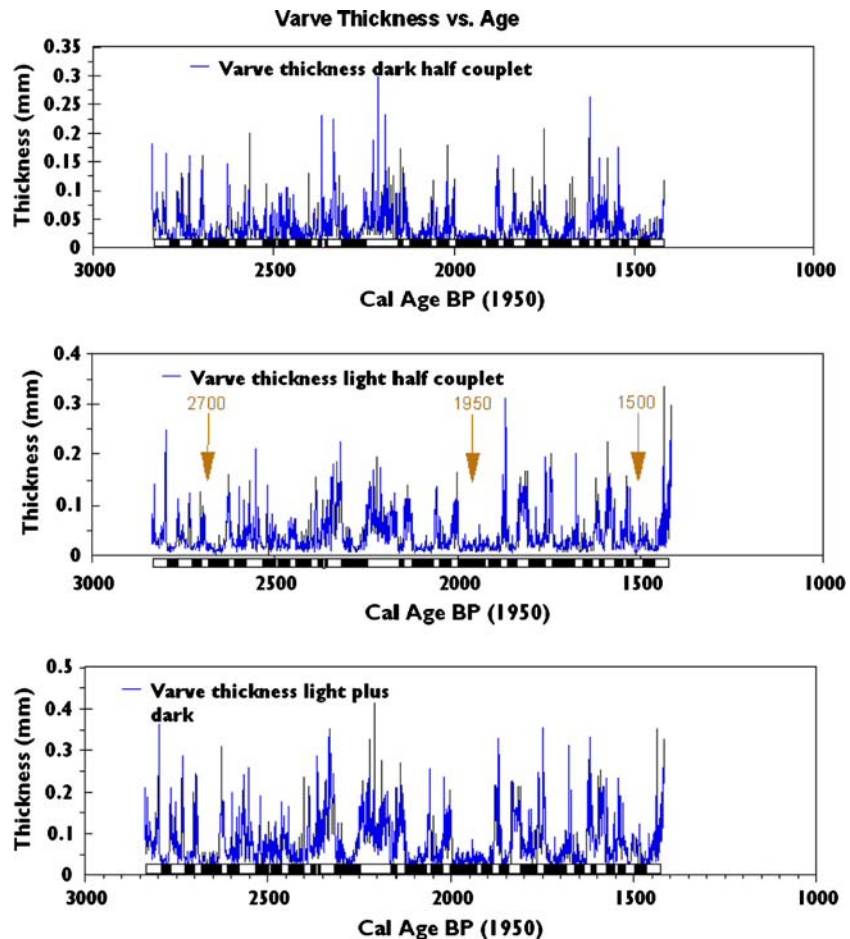 Varve Thickness vs. Age
0.35
Varve thickness dark half couplet
0.3
0.25
0.2
0.15
0.1
0.05
0
Thickness (mm)
3000 2500 2000 1500 1000
Cal Age BP (1950)
0.4
Varve thickness light half couplet
2700 1950 1500
0.3
0.2
0.1
0
Thickness (mm)
3000 2500 2000 1500 1000
Cal Age BP (1950)
0.5
Varve thickness light plus
dark
0.4
0.3
0.2
0.1
0
Thickness (mm)
3000 2500 2000 1500 1000
Cal Age BP (1950)